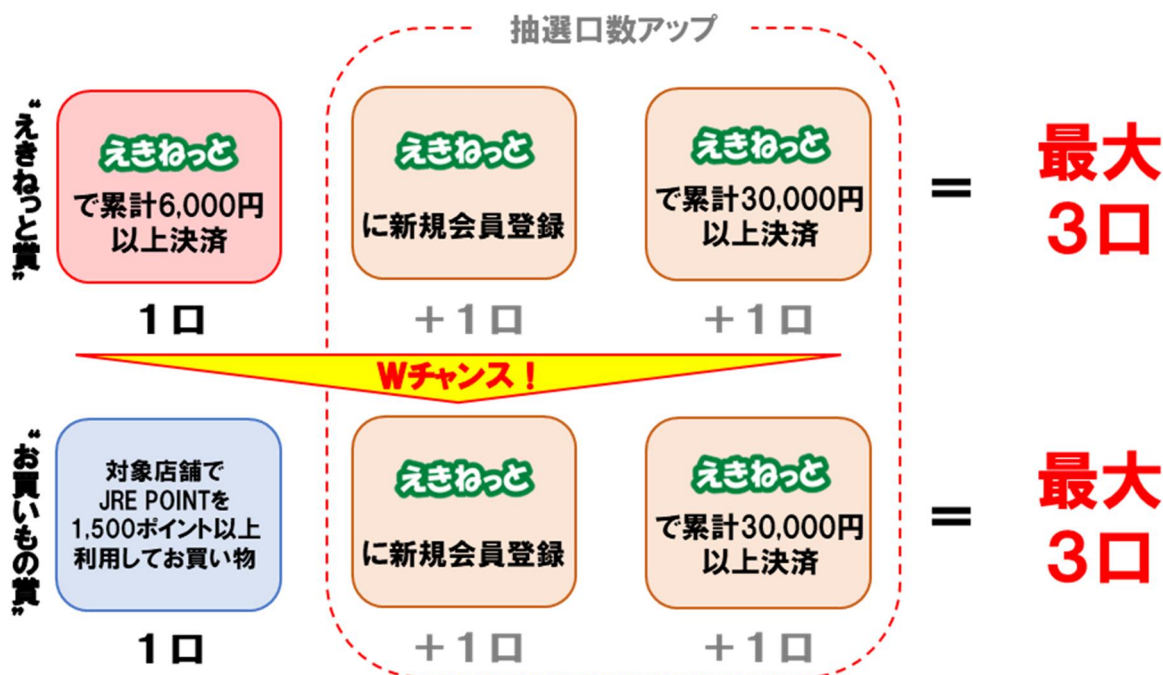 抽選口数アップ
“えきねっと賞”
えきねっと
で累計6,000円
以上決済
1口
えきねっと
に新規会員登録
+1口
えきねっと
で累計30,000円
以上決済
+1口
=
最大
3口
Wチャンス!
“お買いもの賞”
対象店舗で
JRE POINTを
1,500ポイント以上
利用してお買い物
1口
えきねっと
に新規会員登録
+1口
えきねっと
で累計30,000円
以上決済
+1口
=
最大
3口